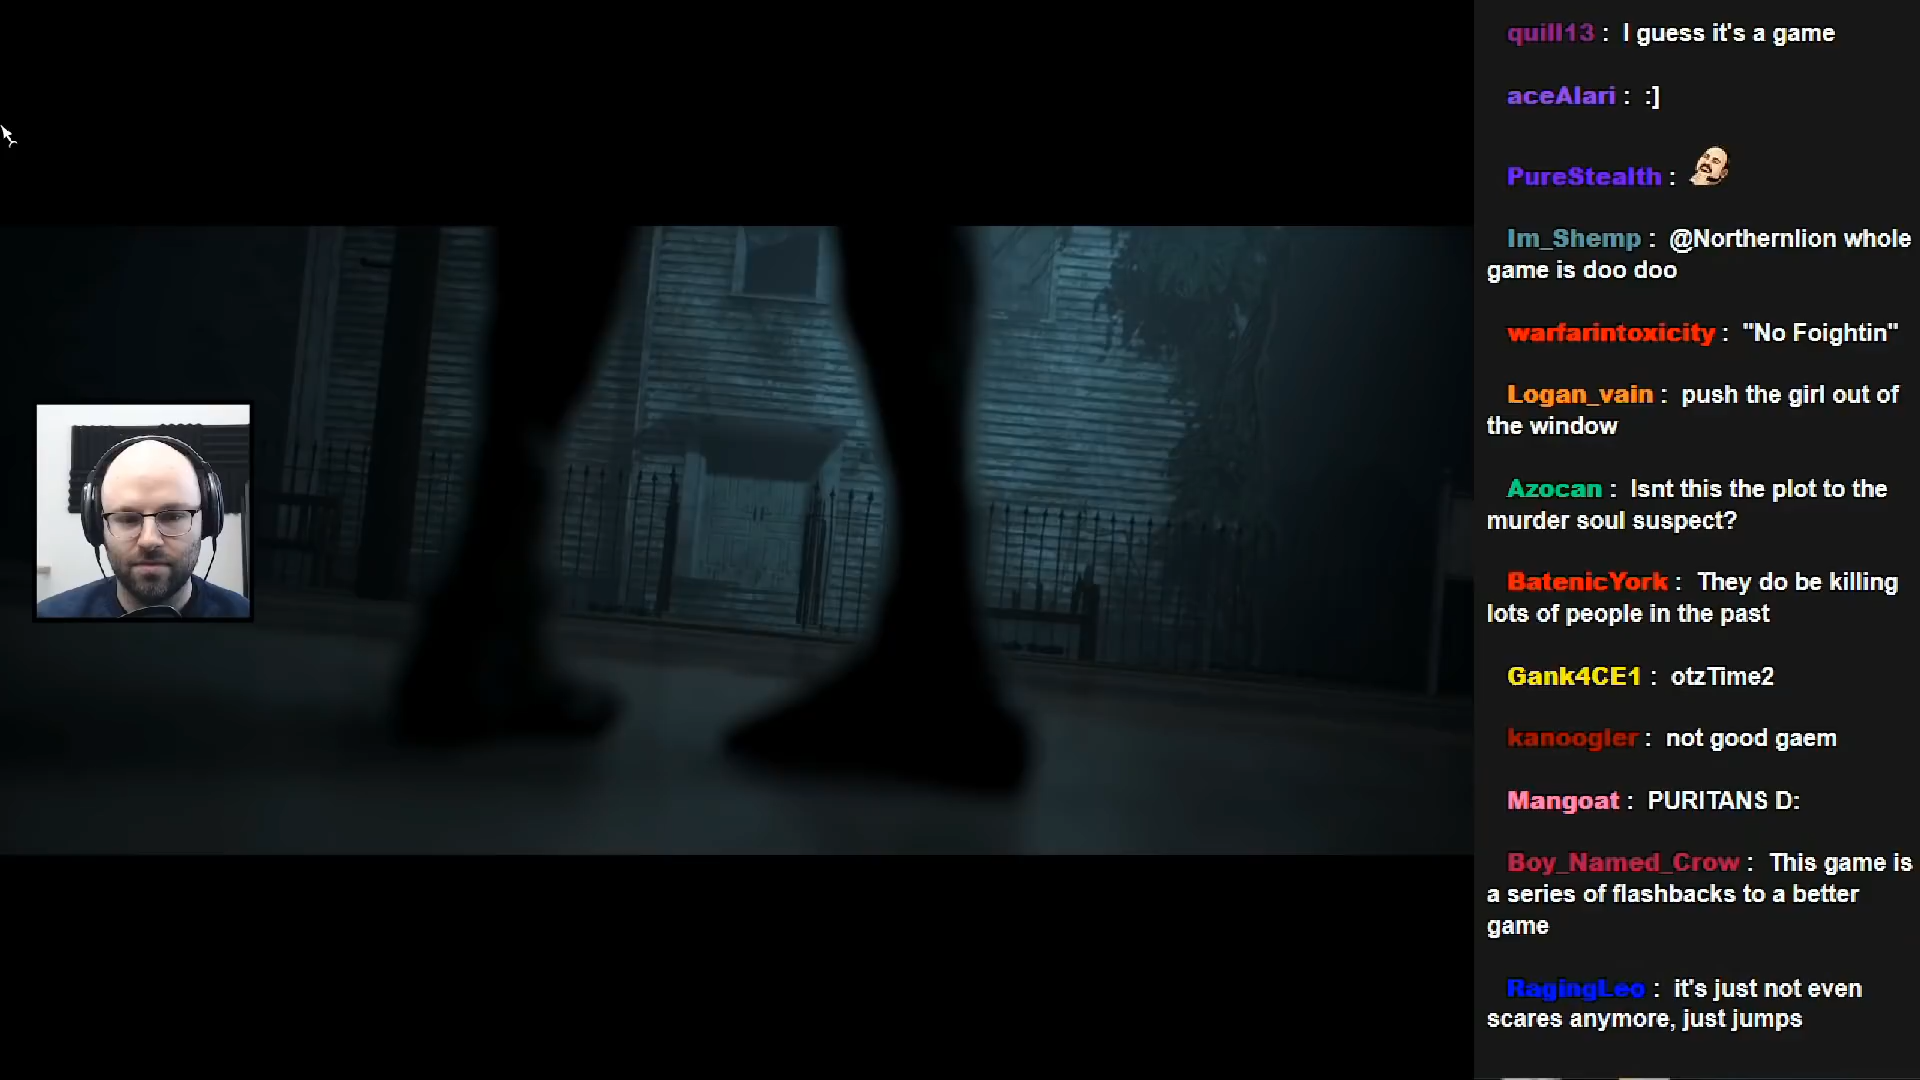 quill13 : I guess it's a game
aceAlari : :]
PureStealth :
Im_Shemp : @Northernlion whole
game is doo doo
warfarintoxicity : "No Foightin"
Logan_vain : push the girl out of
the window
Azocan : Isnt this the plot to the
murder soul suspect?
BatenicYork : They do be killing
lots of people in the past
Gank4CE1 : otzTime2
kanoogler : not good gaem
Mangoat : PURITANS D:
Boy_Named_Crow : This game is
a series of flashbacks to a better
game
RagingLeo : it's just not even
scares anymore, just jumps